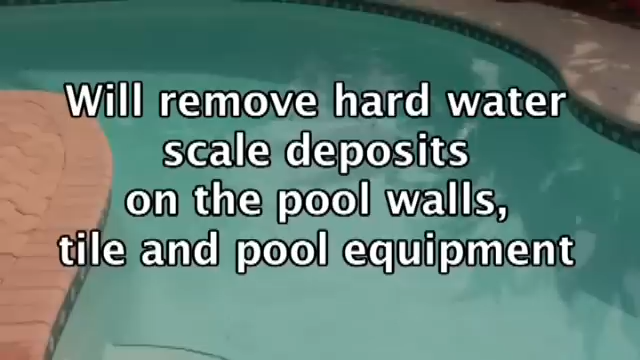 Will remove hard water
scale deposits
on the pool walls,
tile and pool equipment